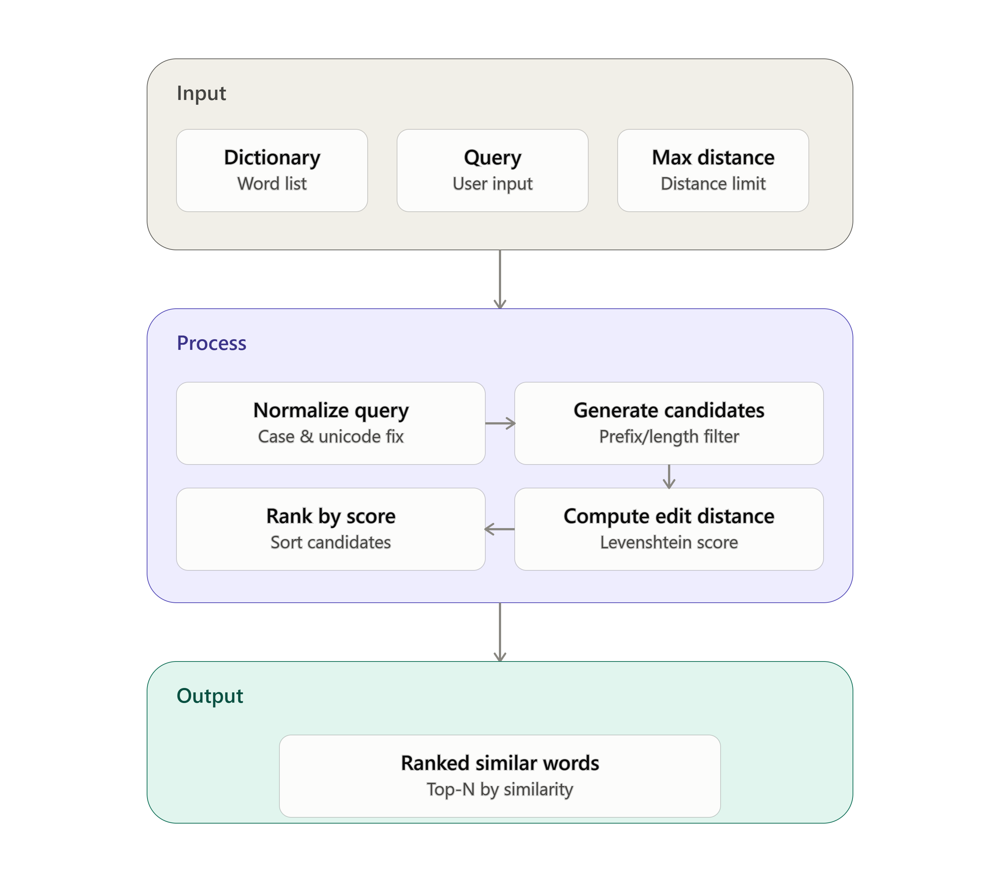 Input
Dictionary
Word list
Query
User input
Max distance
Distance limit
Process
Normalize query
Case & unicode fix
Generate candidates
Prefix/length filter
Rank by score
Sort candidates
Compute edit distance
Levenshtein score
Output
Ranked similar words
Top-N by similarity